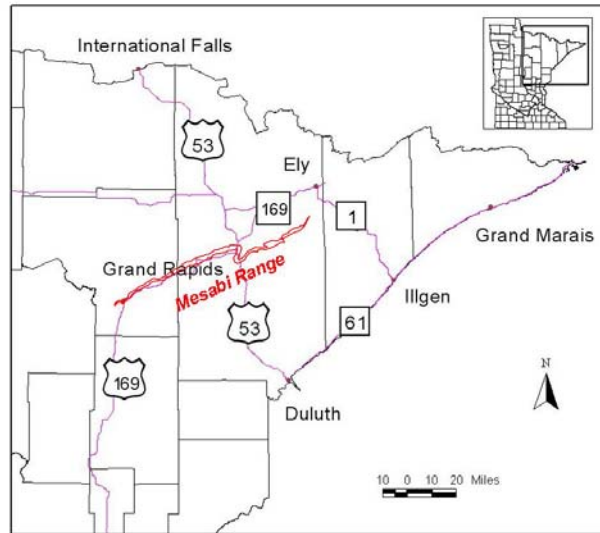 International Falls
53
Ely
169
1
Grand Marais
Grand Rapids
Mesabi Range
Illgen
53
61
169
Duluth
N
10 0 10 20 Miles